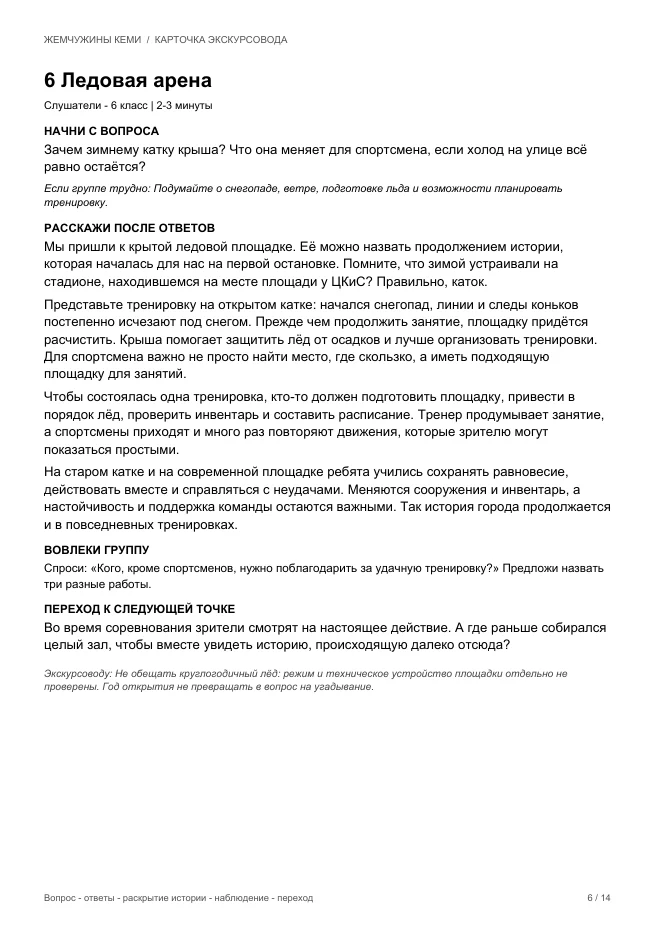 ЖЕМЧУЖИНЫ КЕМИ / КАРТОЧКА ЭКСКУРСОВОДА
6 Ледовая арена
Слушатели - 6 класс | 2-3 минуты
НАЧНИ С ВОПРОСА
Зачем зимнему катку крыша? Что она меняет для спортсмена, если холод на улице всё
равно остаётся?
Если группе трудно: Подумайте о снегопаде, ветре, подготовке льда и возможности планировать
тренировку.
РАССКАЖИ ПОСЛЕ ОТВЕТОВ
Мы пришли к крытой ледовой площадке. Её можно назвать продолжением истории,
которая началась для нас на первой остановке. Помните, что зимой устраивали на
стадионе, находившемся на месте площади у ЦКиС? Правильно, каток.
Представьте тренировку на открытом катке: начался снегопад, линии и следы коньков
постепенно исчезают под снегом. Прежде чем продолжить занятие, площадку придётся
расчистить. Крыша помогает защитить лёд от осадков и лучше организовать тренировки.
Для спортсмена важно не просто найти место, где скользко, а иметь подходящую
площадку для занятий.
Чтобы состоялась одна тренировка, кто-то должен подготовить площадку, привести в
порядок лёд, проверить инвентарь и составить расписание. Тренер продумывает занятие,
а спортсмены приходят и много раз повторяют движения, которые зрителю могут
показаться простыми.
На старом катке и на современной площадке ребята учились сохранять равновесие,
действовать вместе и справляться с неудачами. Меняются сооружения и инвентарь, а
настойчивость и поддержка команды остаются важными. Так история города продолжается
и в повседневных тренировках.
ВОВЛЕКИ ГРУППУ
Спроси: «Кого, кроме спортсменов, нужно поблагодарить за удачную тренировку?» Предложи назвать
три разные работы.
ПЕРЕХОД К СЛЕДУЮЩЕЙ ТОЧКЕ
Во время соревнования зрители смотрят на настоящее действие. А где раньше собирался
целый зал, чтобы вместе увидеть историю, происходящую далеко отсюда?
Экскурсоводу: Не обещать круглогодичный лёд: режим и техническое устройство площадки отдельно не
проверены. Год открытия не превращать в вопрос на угадывание.
Вопрос - ответы - раскрытие истории - наблюдение - переход
6 / 14